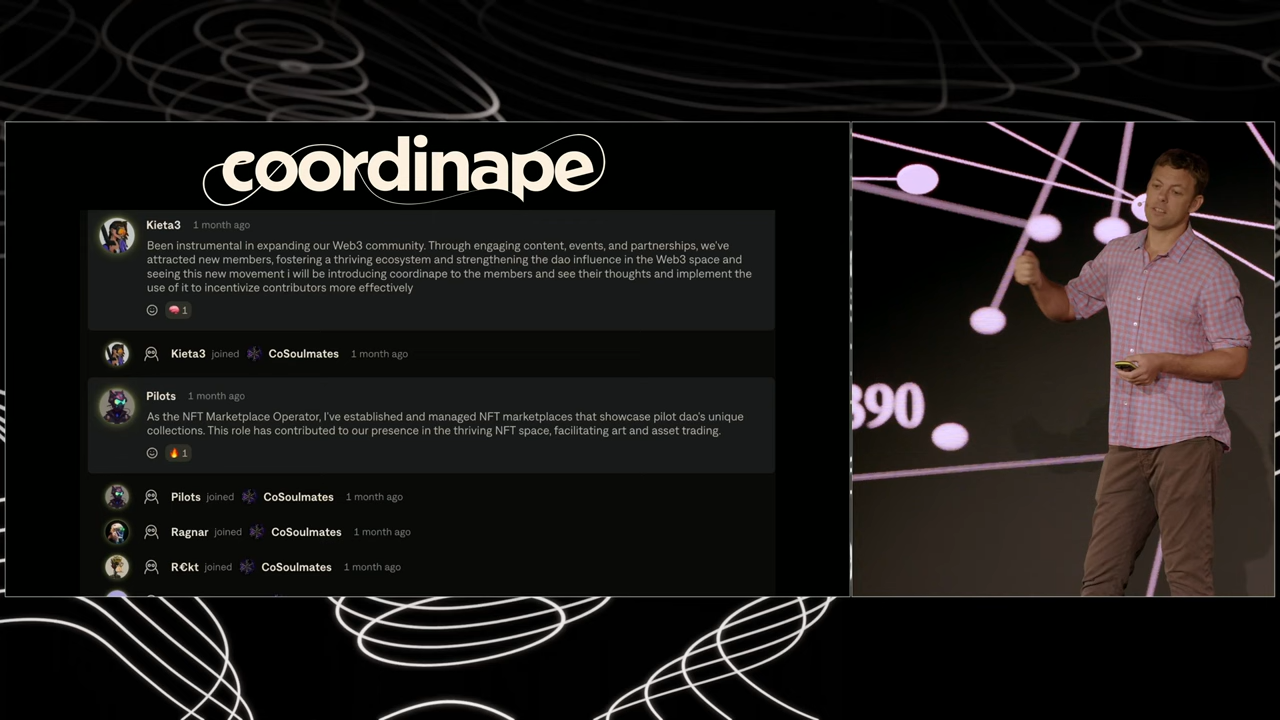 coordinape
Kieta3 1 month ago
Been instrumental in expanding our Web3 community. Through engaging content, events, and partnerships, we've
attracted new members, fostering a thriving ecosystem and strengthening the dao influence in the Web3 space and
seeing this new movement i will be introducing coordinape to the members and see their thoughts and implement the
use of it to incentivize contributors more effectively
1
Kieta3 joined CoSoulmates 1 month ago
Pilots 1 month ago
As the NFT Marketplace Operator, I've established and managed NFT marketplaces that showcase pilot dao's unique
collections. This role has contributed to our presence in the thriving NFT space, facilitating art and asset trading.
1
Pilots joined CoSoulmates 1 month ago
Ragnar joined CoSoulmates 1 month ago
R€kt joined CoSoulmates 1 month ago
390